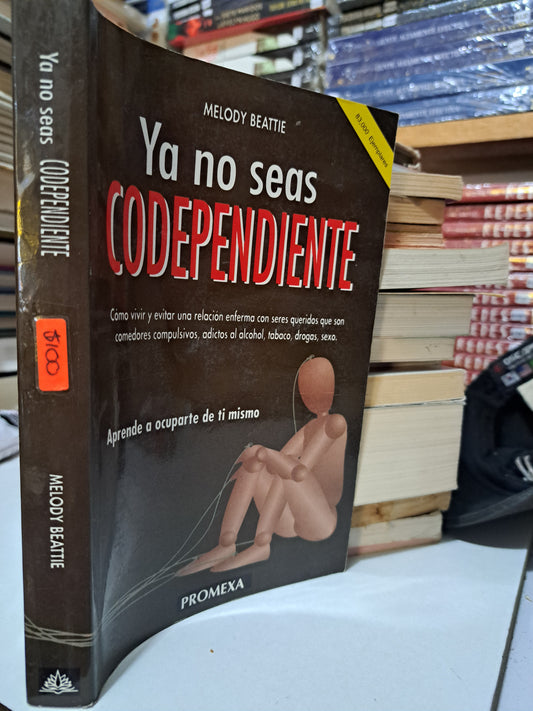 Ya no seas CODEPENDIENTE
$100
MELODY BEATTIE
MELODY BEATTIE
83,000 Ejemplares
Ya no seas
CODEPENDIENTE
Cómo vivir y evitar una relación enferma con seres queridos que son
comedores compulsivos, adictos al alcohol, tabaco, drogas, sexo.
Aprende a ocuparte de ti mismo
PROMEXA